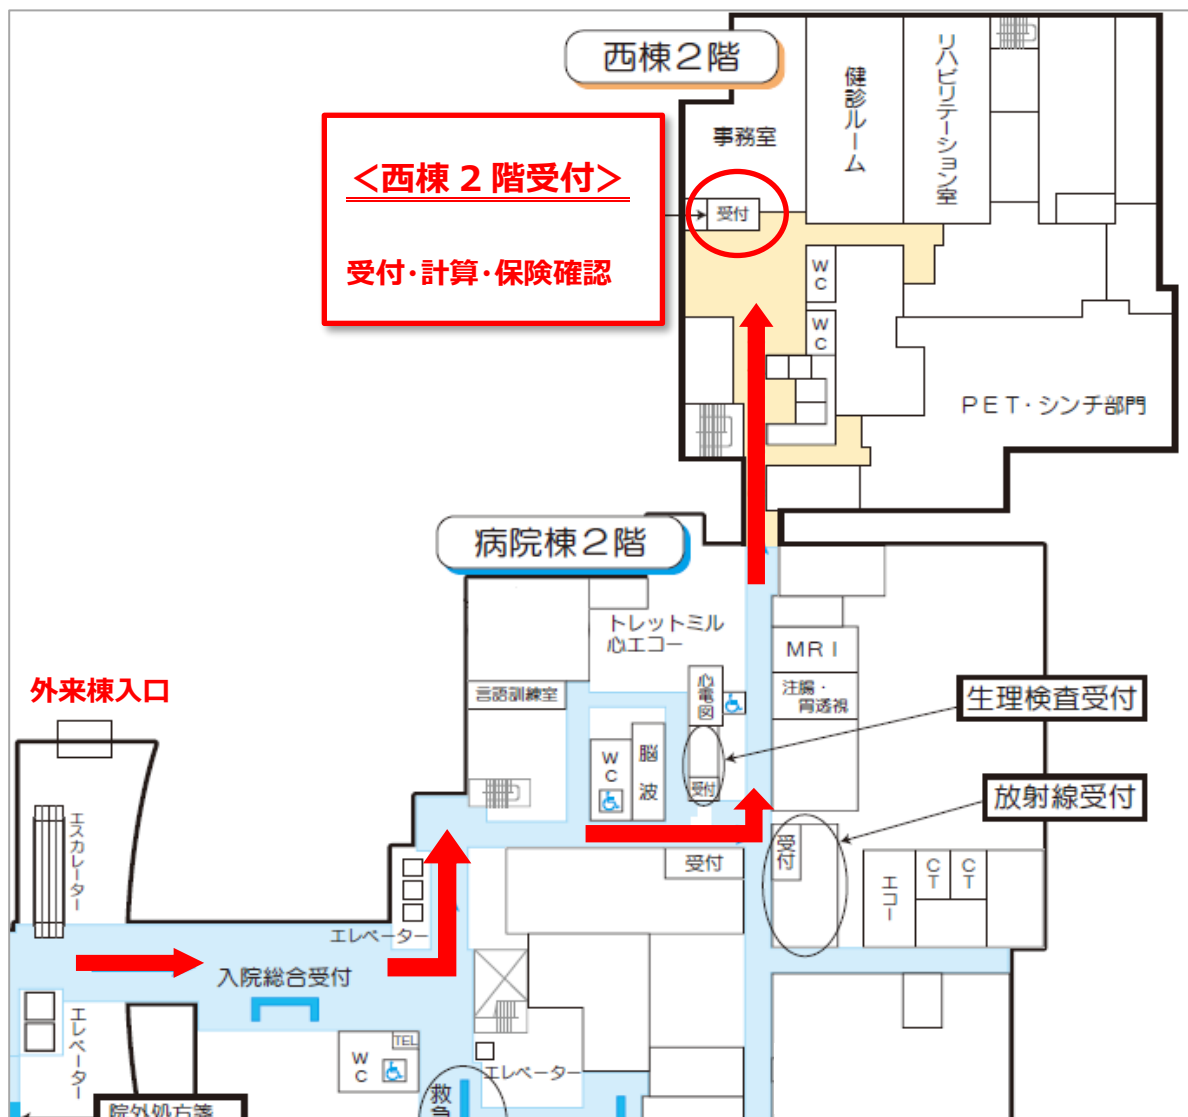 西棟2階
<西棟2階受付>
受付・計算・保険確認
事務室
受付
健診ルーム
リハビリテーション室
WC
WC
PET・シンチ部門
病院棟2階
トレットミル
心エコー
言語訓練室
心電図
MRI
注腸・
胃透視
WC
脳波
受付
生理検査受付
放射線受付
受付
受付
エコー
CT
CT
外来棟入口
エスカレーター
エレベーター
入院総合受付
エレベーター
TEL
WC
エレベーター
救急
院外処方箋